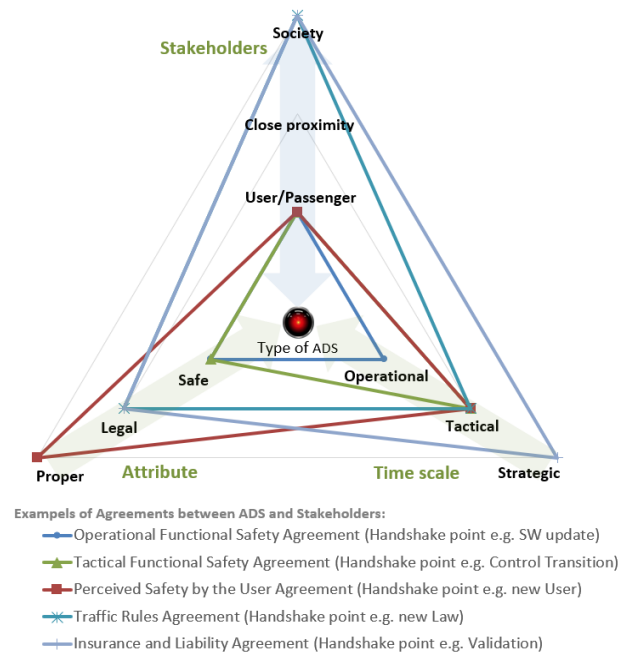 Society
Stakeholders
Close proximity
User/Passenger
Type of ADS
Safe
Operational
Legal
Tactical
Proper
Attribute
Time scale
Strategic
Exampels of Agreements between ADS and Stakeholders:
Operational Functional Safety Agreement (Handshake point e.g. SW update)
Tactical Functional Safety Agreement (Handshake point e.g. Control Transition)
Perceived Safety by the User Agreement (Handshake point e.g. new User)
Traffic Rules Agreement (Handshake point e.g. new Law)
Insurance and Liability Agreement (Handshake point e.g. Validation)